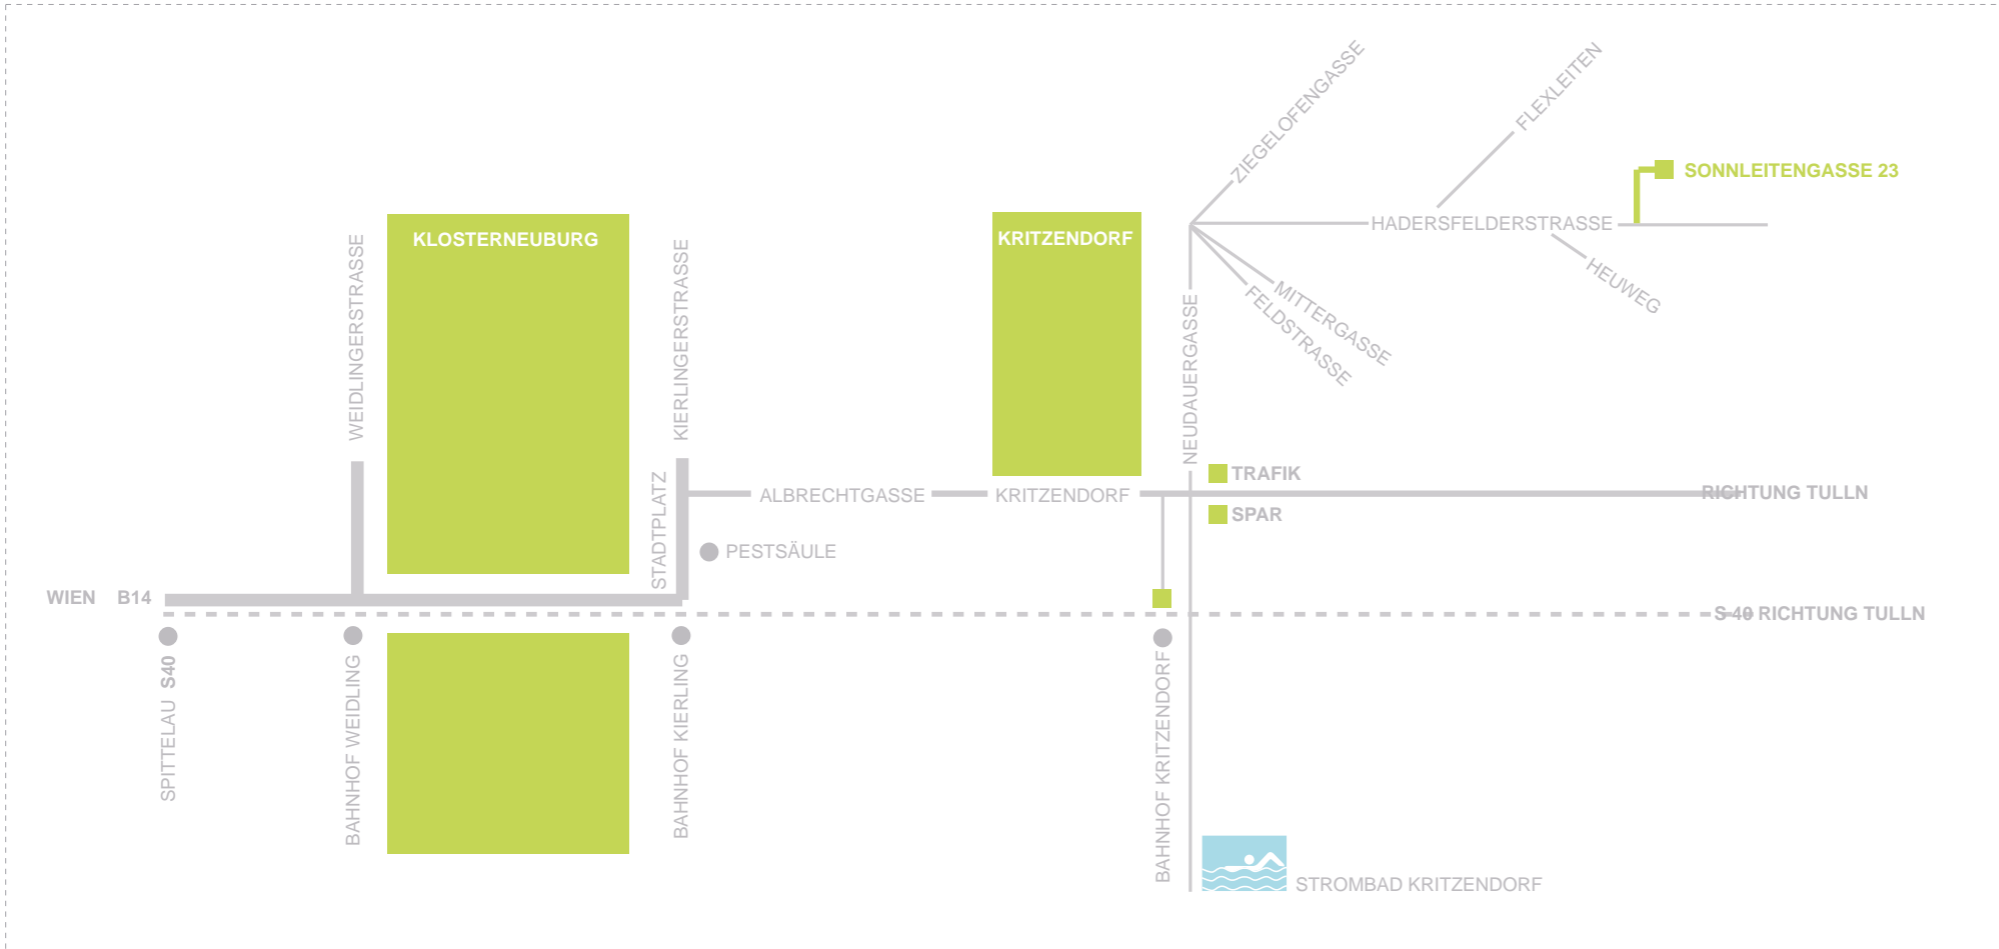 ZIEGELOFENGASSE
FLEXLEITEN
SONNLEITENGASSE 23
HADERSFELDERSTRASSE
HEUWEG
MITTERGASSE
FELDSTRASSE
KLOSTERNEUBURG
KRITZENDORF
WEIDLINGERSTRASSE
KIERLINGERSTRASSE
NEUDAUERGASSE
STADTPLATZ
ALBRECHTGASSE
KRITZENDORF
TRAFIK
RICHTUNG TULLN
SPAR
PESTSÄULE
WIEN B14
S 40 RICHTUNG TULLN
SPITTELAU S40
BAHNHOF WEIDLING
BAHNHOF KIERLING
BAHNHOF KRITZENDORF
STROMBAD KRITZENDORF